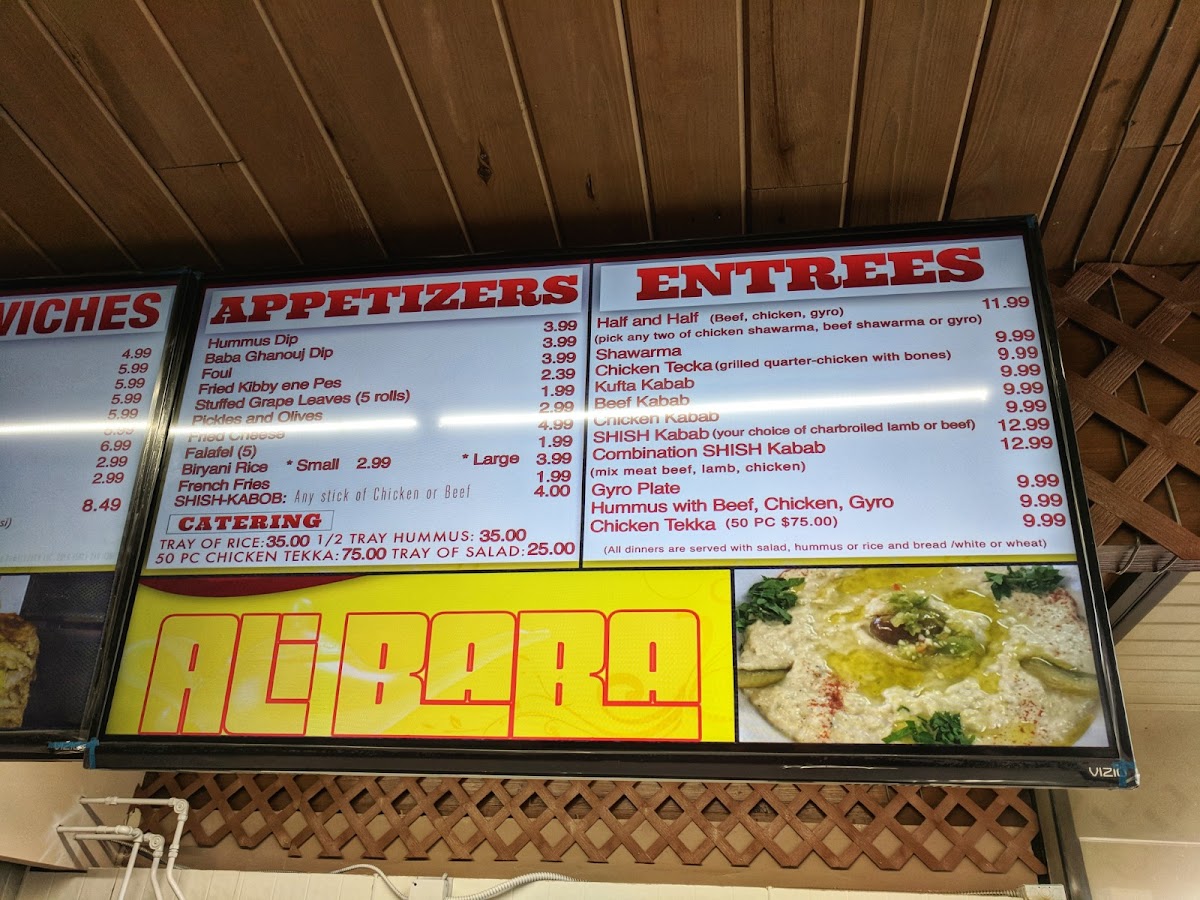 WICHES
4.99
5.99
5.99
5.99
5.99
6.99
2.99
2.99
8.49
si)
APPETIZERS
Hummus Dip 3.99
Baba Ghanouj Dip 3.99
Foul 3.99
Fried Kibby ene Pes 2.39
Stuffed Grape Leaves (5 rolls) 1.99
Pickles and Olives 2.99
Fried Cheese 4.99
Falafel (5) 1.99
Biryani Rice * Small 2.99 * Large 3.99
French Fries 1.99
SHISH-KABOB: Any stick of Chicken or Beef 4.00
CATERING
TRAY OF RICE: 35.00 1/2 TRAY HUMMUS: 35.00
50 PC CHICKEN TEKKA: 75.00 TRAY OF SALAD: 25.00
ENTREES
Half and Half (Beef, chicken, gyro) 11.99
(pick any two of chicken shawarma, beef shawarma or gyro)
Shawarma 9.99
Chicken Tecka (grilled quarter-chicken with bones) 9.99
Kufta Kabab 9.99
Beef Kabab 9.99
Chicken Kabab 9.99
SHISH Kabab (your choice of charbroiled lamb or beef) 12.99
Combination SHISH Kabab 12.99
(mix meat beef, lamb, chicken)
Gyro Plate 9.99
Hummus with Beef, Chicken, Gyro 9.99
Chicken Tekka (50 PC $75.00) 9.99
(All dinners are served with salad, hummus or rice and bread /white or wheat)
ALI BABA
VIZIO
VIZIO